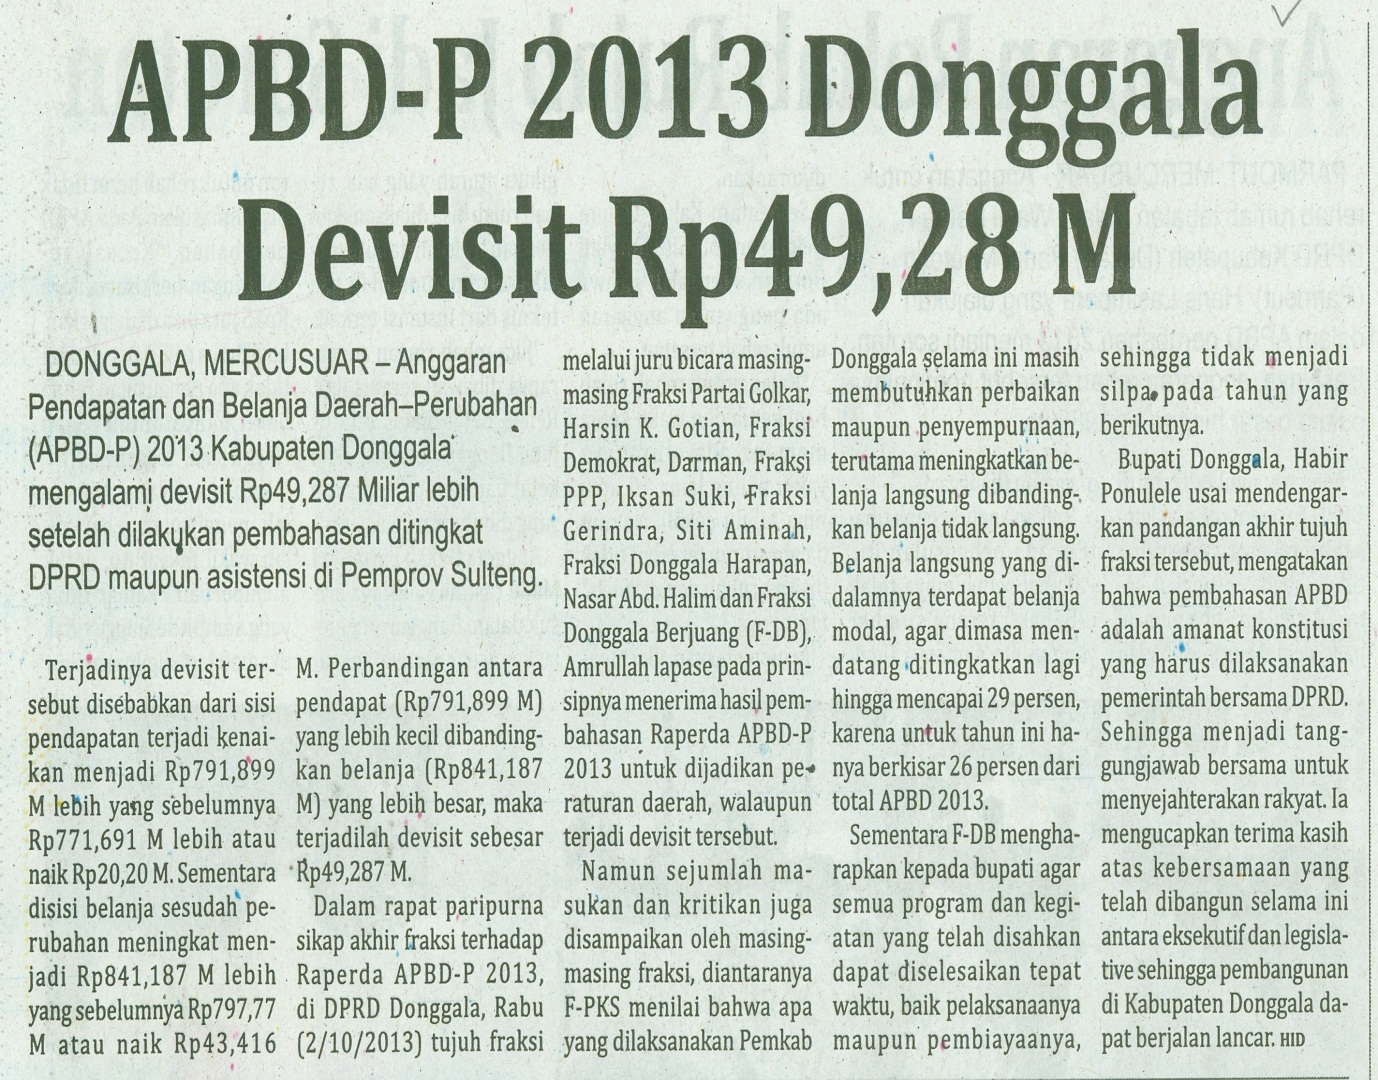 APBD-P 2013 Donggala
Devisit Rp49,28 M
DONGGALA, MERCUSUAR – Anggaran
Pendapatan dan Belanja Daerah–Perubahan
(APBD-P) 2013 Kabupaten Donggala
mengalami devisit Rp49,287 Miliar lebih
setelah dilakukan pembahasan ditingkat
DPRD maupun asistensi di Pemprov Sulteng.
Terjadinya devisit ter-
sebut disebabkan dari sisi
pendapatan terjadi kenai-
kan menjadi Rp791,899
M lebih yang sebelumnya
Rp771,691 M lebih atau
naik Rp20,20 M. Sementara
disisi belanja sesudah pe-
rubahan meningkat men-
jadi Rp841,187 M lebih
yang sebelumnya Rp797,77
M atau naik Rp43,416
M. Perbandingan antara
pendapat (Rp791,899 M)
yang lebih kecil dibanding-
kan belanja (Rp841,187
M) yang lebih besar, maka
terjadilah devisit sebesar
Rp49,287 M.
Dalam rapat paripurna
sikap akhir fraksi terhadap
Raperda APBD-P 2013,
di DPRD Donggala, Rabu
(2/10/2013) tujuh fraksi
melalui juru bicara masing-
masing Fraksi Partai Golkar,
Harsin K. Gotian, Fraksi
Demokrat, Darman, Fraksi
PPP, Iksan Suki, Fraksi
Gerindra, Siti Aminah,
Fraksi Donggala Harapan,
Nasar Abd. Halim dan Fraksi
Donggala Berjuang (F-DB),
Amrullah lapase pada prin-
sipnya menerima hasil pem-
bahasan Raperda APBD-P
2013 untuk dijadikan pe-
raturan daerah, walaupun
terjadi devisit tersebut.
Namun sejumlah ma-
sukan dan kritikan juga
disampaikan oleh masing-
masing fraksi, diantaranya
F-PKS menilai bahwa apa
yang dilaksanakan Pemkab
Donggala selama ini masih
membutuhkan perbaikan
maupun penyempurnaan,
terutama meningkatkan be-
lanja langsung dibanding-
kan belanja tidak langsung.
Belanja langsung yang di-
dalamnya terdapat belanja
modal, agar dimasa men-
datang ditingkatkan lagi
hingga mencapai 29 persen,
karena untuk tahun ini ha-
nya berkisar 26 persen dari
total APBD 2013.
Sementara F-DB mengha-
rapkan kepada bupati agar
semua program dan kegi-
atan yang telah disahkan
dapat diselesaikan tepat
waktu, baik pelaksanaanya
maupun pembiayaanya,
sehingga tidak menjadi
silpa pada tahun yang
berikutnya.
Bupati Donggala, Habir
Ponulele usai mendengar-
kan pandangan akhir tujuh
fraksi tersebut, mengatakan
bahwa pembahasan APBD
adalah amanat konstitusi
yang harus dilaksanakan
pemerintah bersama DPRD.
Sehingga menjadi tang-
gungjawab bersama untuk
menyejahterakan rakyat. Ia
mengucapkan terima kasih
atas kebersamaan yang
telah dibangun selama ini
antara eksekutif dan legisla-
tive sehingga pembangunan
di Kabupaten Donggala da-
pat berjalan lancar. HID